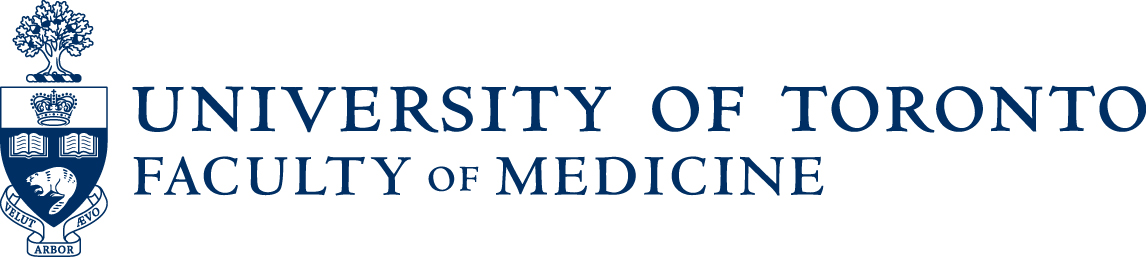 UNIVERSITY OF TORONTO
FACULTY OF MEDICINE
VELUT ARBOR ÆVO